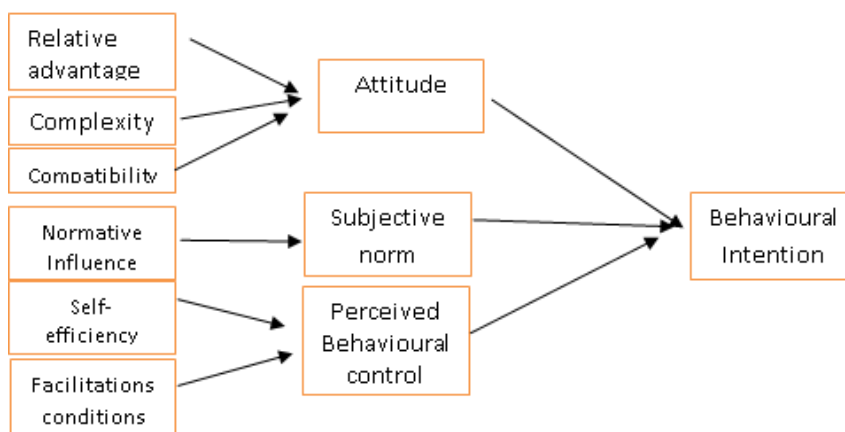 Relative
advantage
Complexity
Compatibility
Normative
Influence
Self-
efficiency
Facilitations
conditions
Attitude
Subjective
norm
Perceived
Behavioural
control
Behavioural
Intention